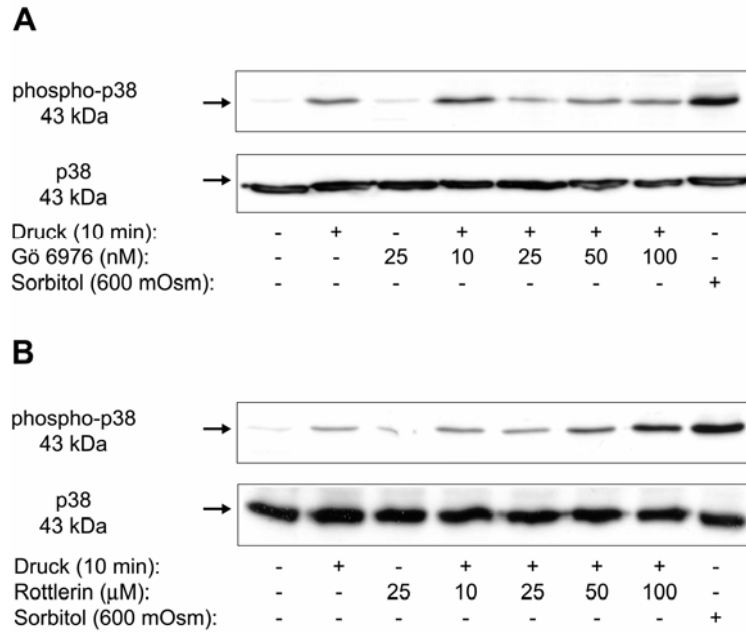 A
phospho-p38
43 kDa
p38
43 kDa
Druck (10 min): - + - + + + + -
Gö 6976 (nM): - - 25 10 25 50 100 -
Sorbitol (600 mOsm): - - - - - - - +
B
phospho-p38
43 kDa
p38
43 kDa
Druck (10 min): - + - + + + + -
Rottlerin (µM): - - 25 10 25 50 100 -
Sorbitol (600 mOsm): - - - - - - - +